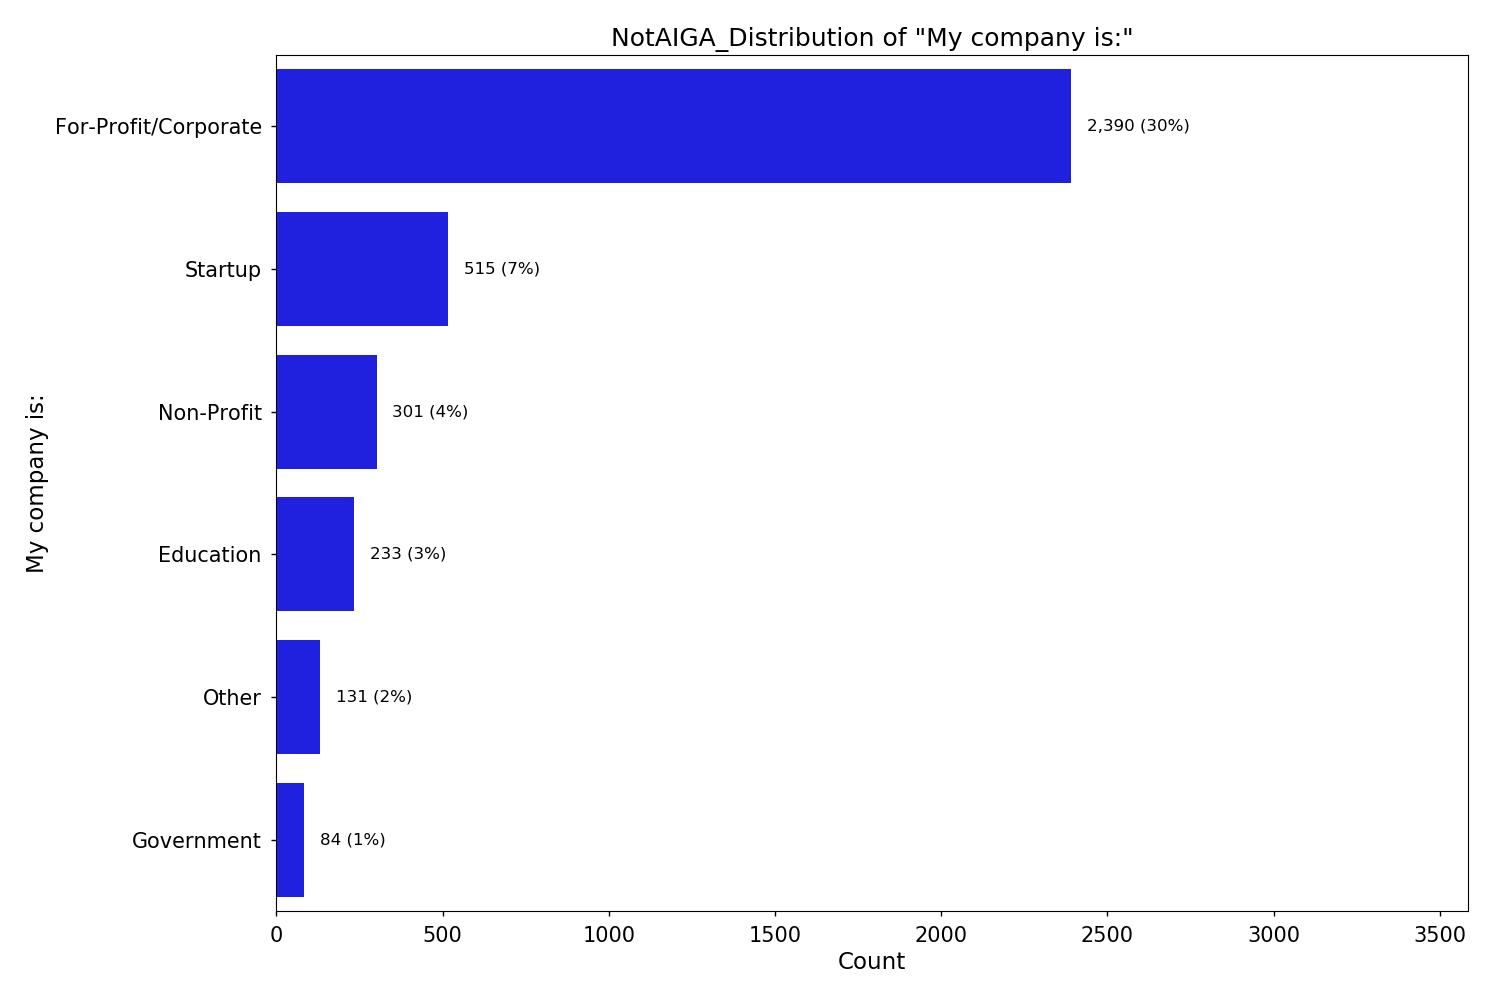 NotAIGA_Distribution of "My company is:"
For-Profit/Corporate
2,390 (30%)
Startup
515 (7%)
Non-Profit
301 (4%)
Education
233 (3%)
Other
131 (2%)
Government
84 (1%)
My company is:
0 500 1000 1500 2000 2500 3000 3500
Count